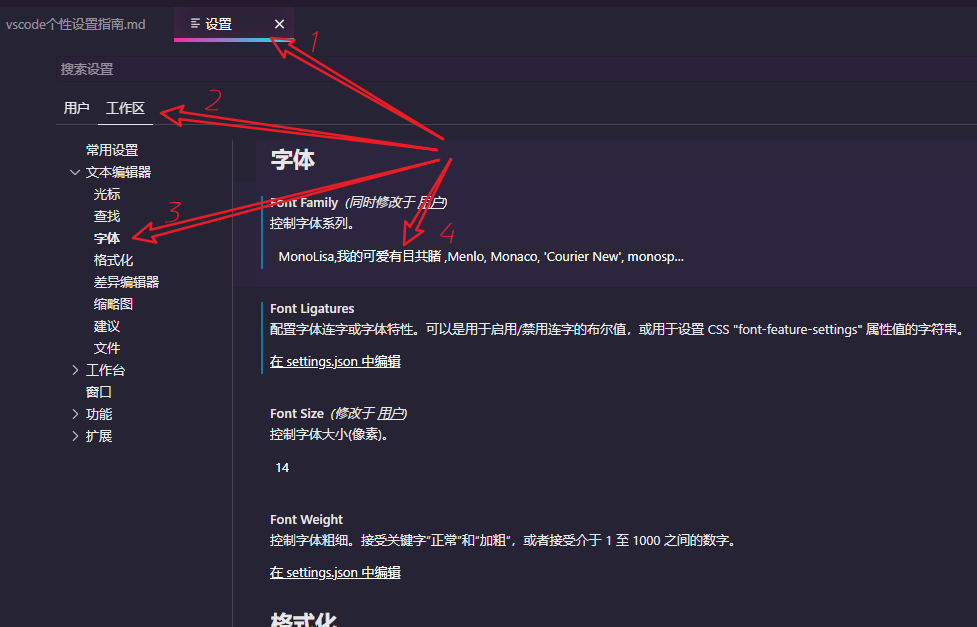 vscode个性设置指南.md 设置
1
搜索设置
用户 工作区
2
常用设置
文本编辑器
光标
查找
字体
3
格式化
差异编辑器
缩略图
建议
文件
工作台
窗口
功能
扩展
字体
Font Family (同时修改于 用户)
控制字体系列。
4
MonoLisa,我的可爱有目共睹 ,Menlo, Monaco, 'Courier New', monosp...
Font Ligatures
配置字体连字或字体特性。可以是用于启用/禁用连字的布尔值，或用于设置 CSS "font-feature-settings" 属性值的字符串。
在 settings.json 中编辑
Font Size (修改于 用户)
控制字体大小(像素)。
14
Font Weight
控制字体粗细。接受关键字“正常”和“加粗”，或者接受介于 1 至 1000 之间的数字。
在 settings.json 中编辑
格式化